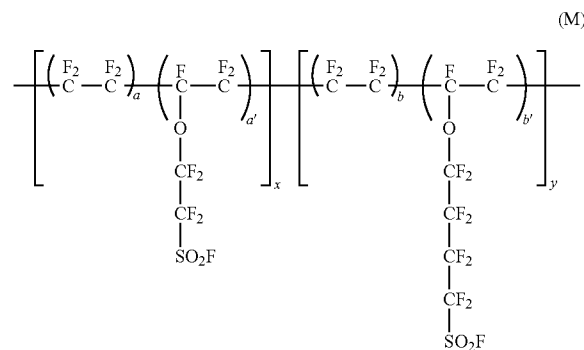 (M)
F₂ F₂ F F₂ F₂ F₂ F F₂
C C a C C a' x C C b C C b' y
O O
CF₂ CF₂
CF₂ CF₂
SO₂F CF₂
CF₂
SO₂F